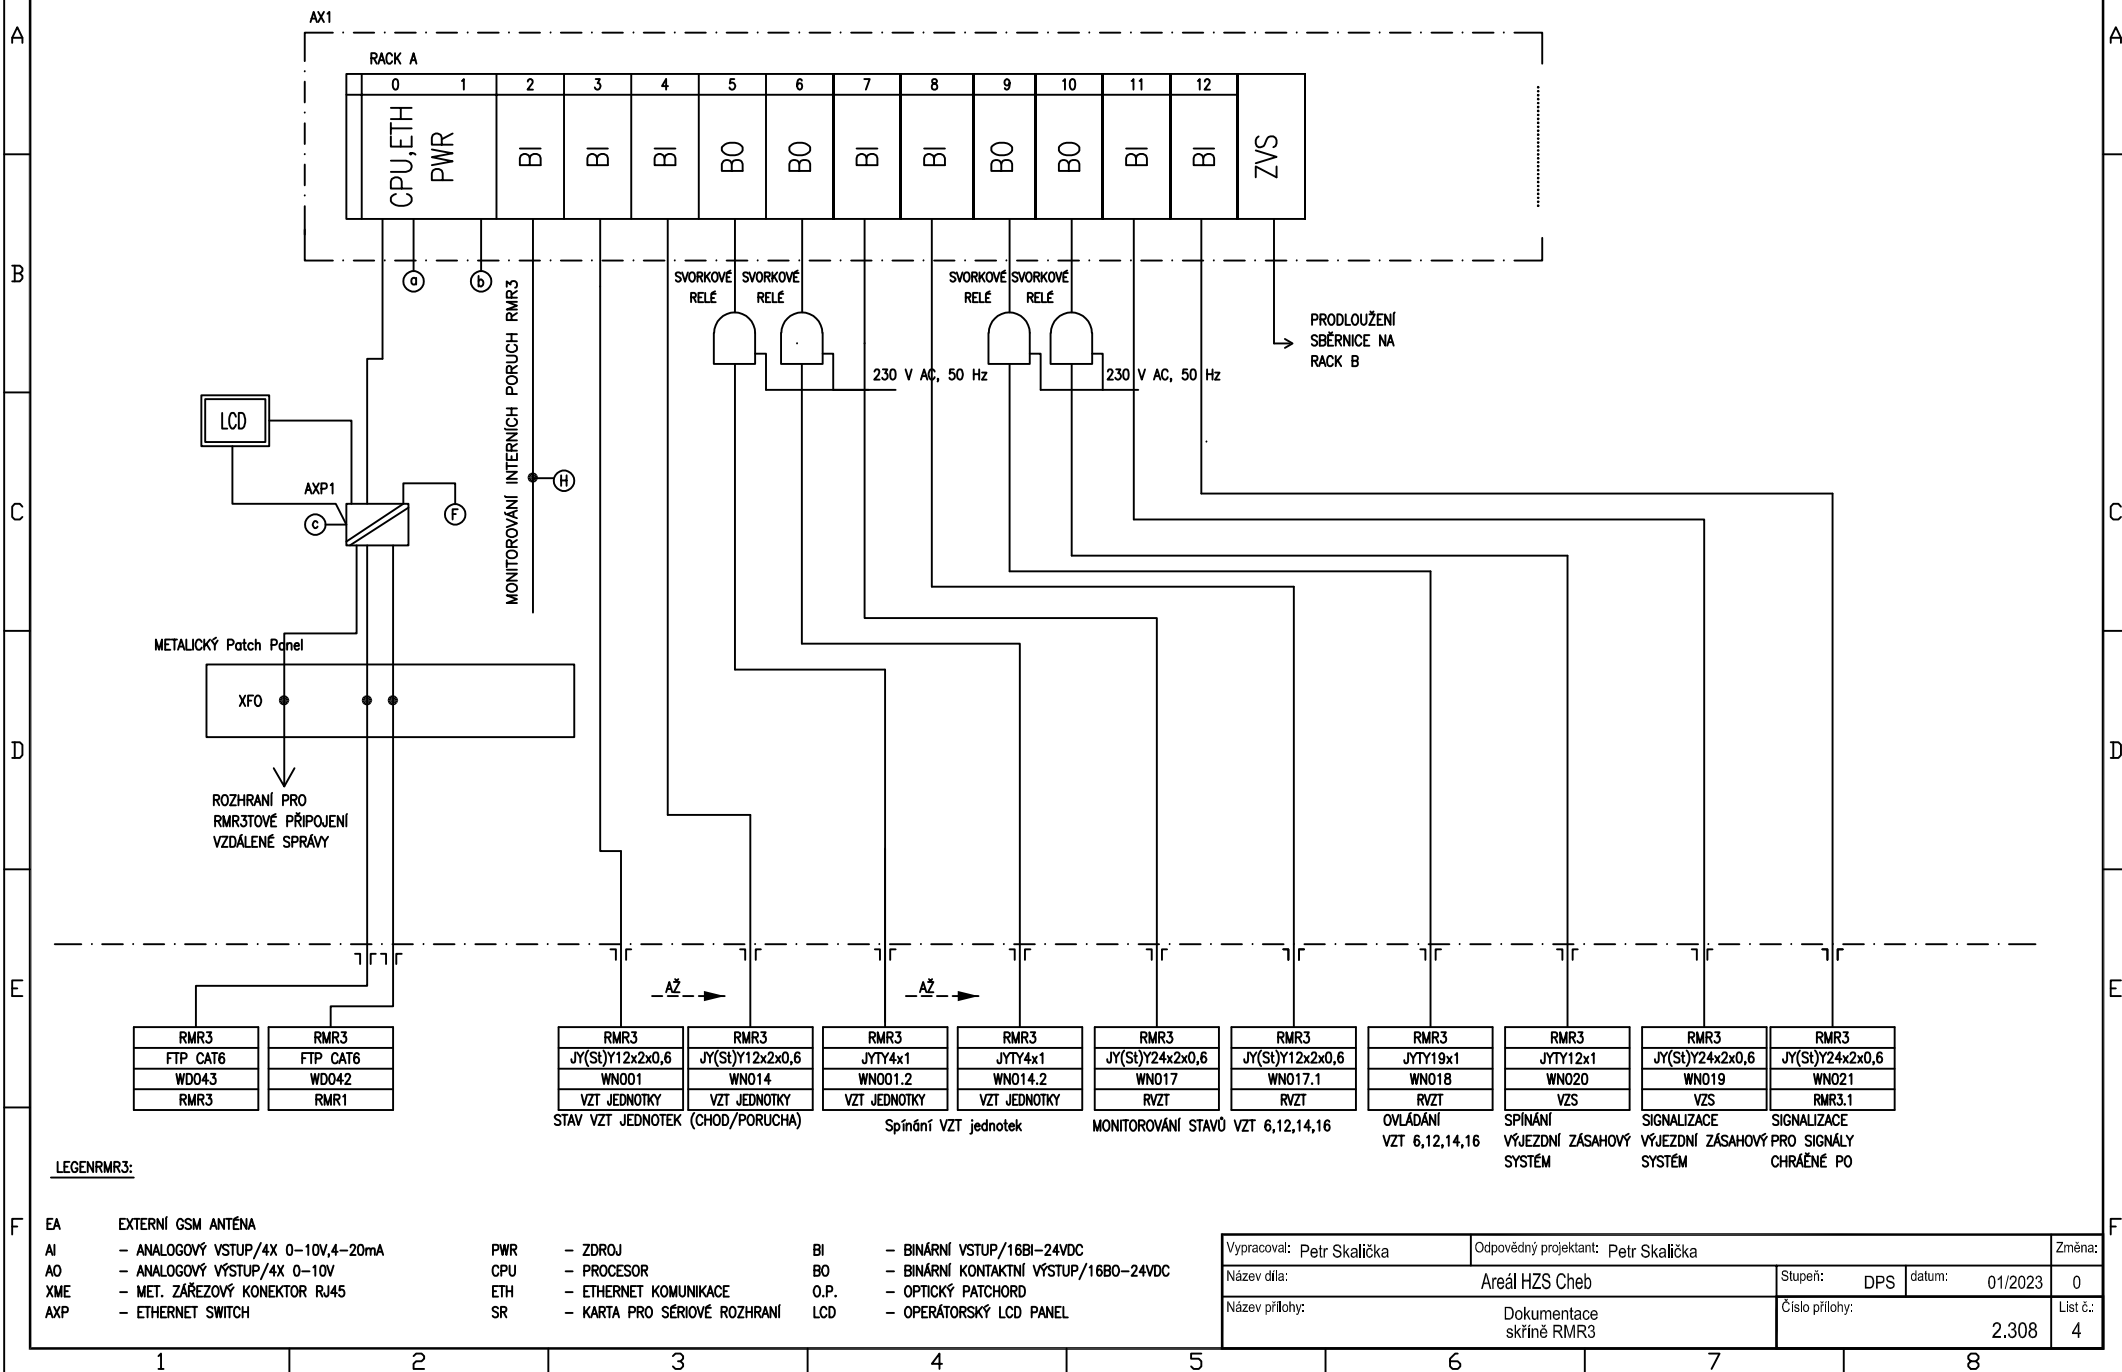 AX1
A
A
RACK A
0 1 2 3 4 5 6 7 8 9 10 11 12
CPU,ETH
PWR
BI
BI
BI
BO
BO
BI
BI
BO
BO
BI
BI
ZVS
B
a
b
MONITOROVÁNÍ INTERNÍCH PORUCH RMR3
SVORKOVÉ
RELÉ
SVORKOVÉ
RELÉ
SVORKOVÉ
RELÉ
SVORKOVÉ
RELÉ
230 V AC, 50 Hz
230 V AC, 50 Hz
PRODLOUŽENÍ
SBĚRNICE NA
RACK B
LCD
AXP1
H
F
c
C
C
METALICKÝ Patch Panel
XFO
D
D
ROZHRANÍ PRO
RMR3TOVÉ PŘIPOJENÍ
VZDÁLENÉ SPRÁVY
E
E
AŽ
AŽ
RMR3
FTP CAT6
WD043
RMR3
RMR3
FTP CAT6
WD042
RMR1
RMR3
JY(St)Y12x2x0,6
WN001
VZT JEDNOTKY
RMR3
JY(St)Y12x2x0,6
WN014
VZT JEDNOTKY
STAV VZT JEDNOTEK (CHOD/PORUCHA)
RMR3
JYTY4x1
WN001.2
VZT JEDNOTKY
RMR3
JYTY4x1
WN014.2
VZT JEDNOTKY
Spínání VZT jednotek
RMR3
JY(St)Y24x2x0,6
WN017
RVZT
RMR3
JY(St)Y12x2x0,6
WN017.1
RVZT
MONITOROVÁNÍ STAVŮ VZT 6,12,14,16
RMR3
JYTY19x1
WN018
RVZT
OVLÁDÁNÍ
VZT 6,12,14,16
RMR3
JYTY12x1
WN020
VZS
SPÍNÁNÍ
VÝJEZDNÍ ZÁSAHOVÝ
SYSTÉM
RMR3
JY(St)Y24x2x0,6
WN019
VZS
SIGNALIZACE
VÝJEZDNÍ ZÁSAHOVÝ
SYSTÉM
RMR3
JY(St)Y24x2x0,6
WN021
RMR3.1
SIGNALIZACE
PRO SIGNÁLY
CHRÁĚNÉ PO
LEGENRMR3:
F
F
EA EXTERNÍ GSM ANTÉNA
AI – ANALOGOVÝ VSTUP/4X 0–10V,4–20mA
AO – ANALOGOVÝ VÝSTUP/4X 0–10V
XME – MET. ZÁŘEZOVÝ KONEKTOR RJ45
AXP – ETHERNET SWITCH
PWR – ZDROJ
CPU – PROCESOR
ETH – ETHERNET KOMUNIKACE
SR – KARTA PRO SÉRIOVÉ ROZHRANÍ
BI – BINÁRNÍ VSTUP/16BI–24VDC
BO – BINÁRNÍ KONTAKTNÍ VÝSTUP/16BO–24VDC
O.P. – OPTICKÝ PATCHORD
LCD – OPERÁTORSKÝ LCD PANEL
Vypracoval: Petr Skalička
Odpovědný projektant: Petr Skalička
Změna:
Název díla: Areál HZS Cheb
Stupeň: DPS
datum: 01/2023
0
Název přílohy: Dokumentace
skříně RMR3
Číslo přílohy:
2.308
List č.:
4
1 2 3 4 5 6 7 8